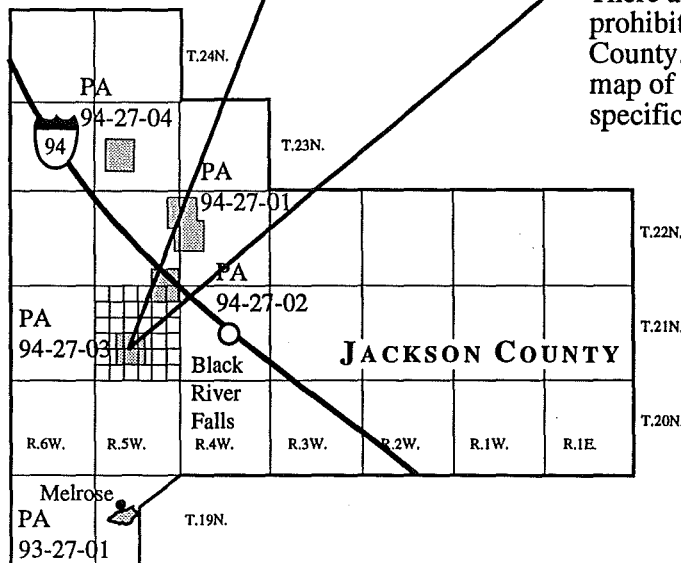 There a
prohibit
County.
map of
specific
T.24N.
PA
94-27-04
94
T.23N.
PA
94-27-01
T.22N.
PA
94-27-02
T.21N.
PA
94-27-03
JACKSON COUNTY
Black
River
Falls
T.20N.
R.6W.
R.5W.
R.4W.
R.3W.
R.2W.
R.1W.
R.1E.
Melrose
PA
93-27-01
T.19N.